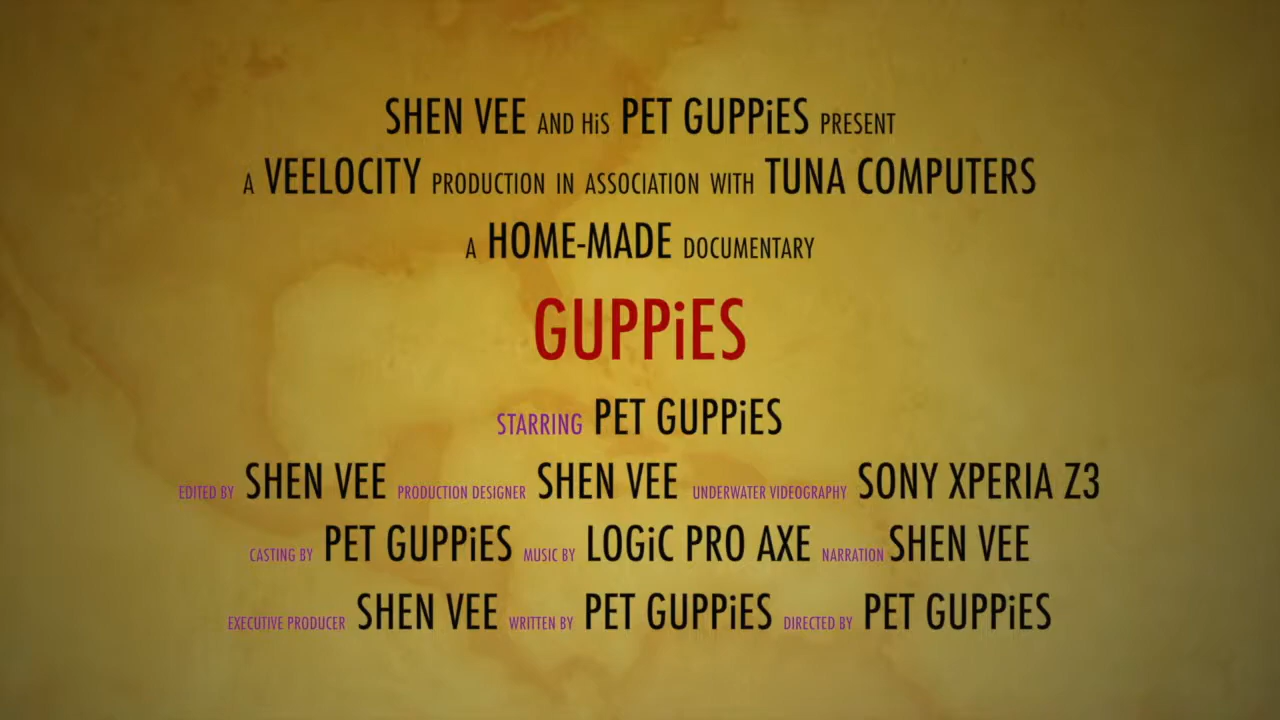 SHEN VEE AND HiS PET GUPPiES PRESENT
A VEELOCITY PRODUCTION IN ASSOCIATION WITH TUNA COMPUTERS
A HOME-MADE DOCUMENTARY
GUPPiES
STARRING PET GUPPiES
EDITED BY SHEN VEE PRODUCTION DESIGNER SHEN VEE UNDERWATER VIDEOGRAPHY SONY XPERIA Z3
CASTING BY PET GUPPiES MUSIC BY LOGiC PRO AXE NARRATION SHEN VEE
EXECUTIVE PRODUCER SHEN VEE WRITTEN BY PET GUPPiES DIRECTED BY PET GUPPiES